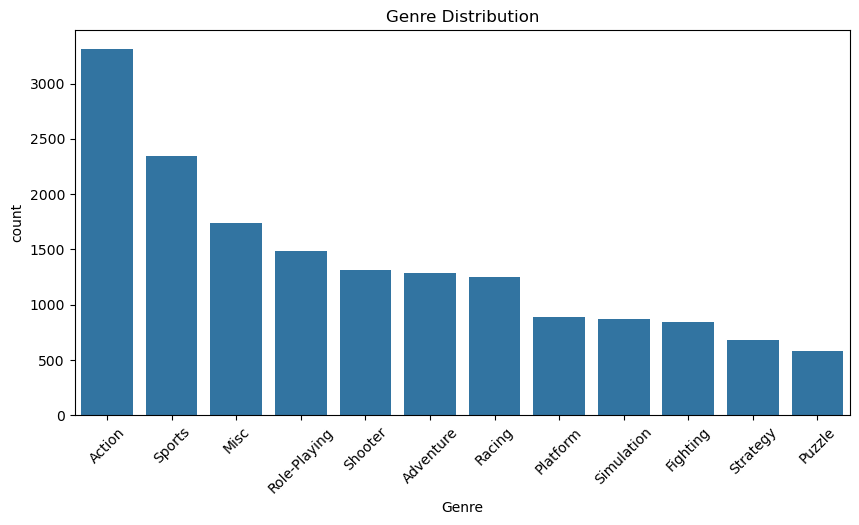 Genre Distribution
3000
2500
2000
1500
1000
500
0
count
Action
Sports
Misc
Role-Playing
Shooter
Adventure
Racing
Platform
Simulation
Fighting
Strategy
Puzzle
Genre